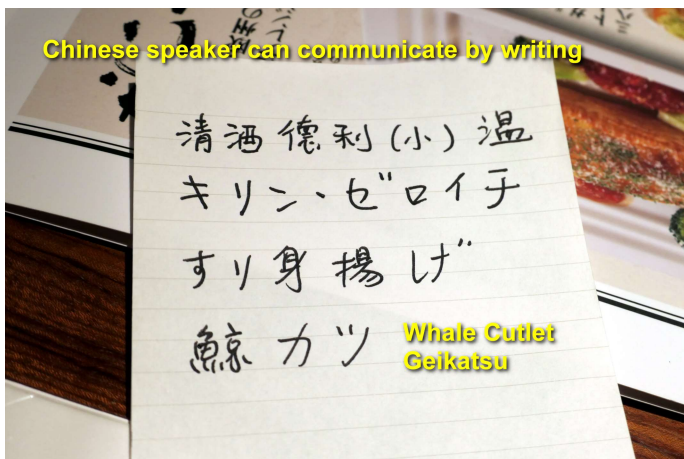 Chinese speaker can communicate by writing
清酒德利(小)温
キリン・ゼロイチ
すり身揚げ
鯨カツ
Whale Cutlet
Geikatsu